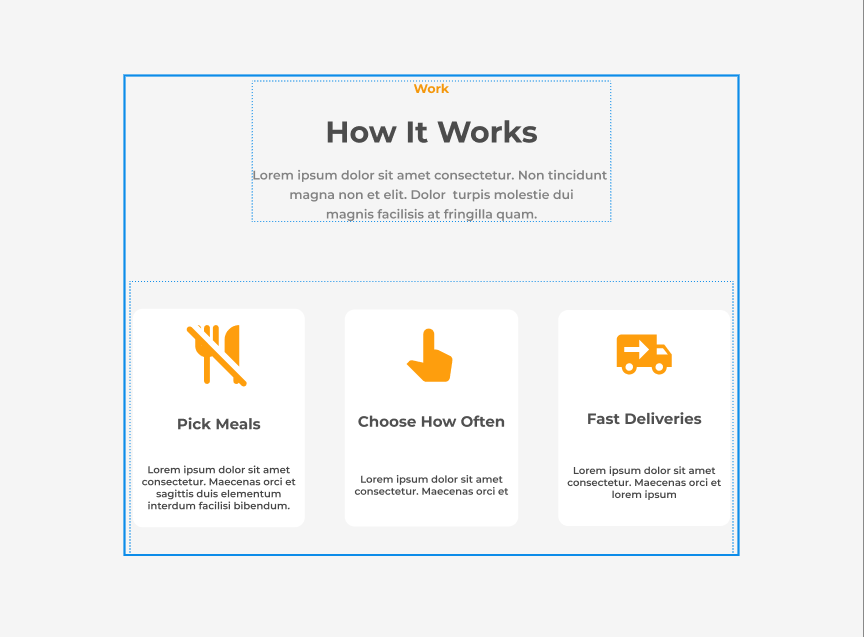 Work
How It Works
Lorem ipsum dolor sit amet consectetur. Non tincidunt
magna non et elit. Dolor  turpis molestie dui
magnis facilisis at fringilla quam.
Pick Meals
Lorem ipsum dolor sit amet
consectetur. Maecenas orci et
sagittis duis elementum
interdum facilisi bibendum.
Choose How Often
Lorem ipsum dolor sit amet
consectetur. Maecenas orci et
Fast Deliveries
Lorem ipsum dolor sit amet
consectetur. Maecenas orci et
lorem ipsum